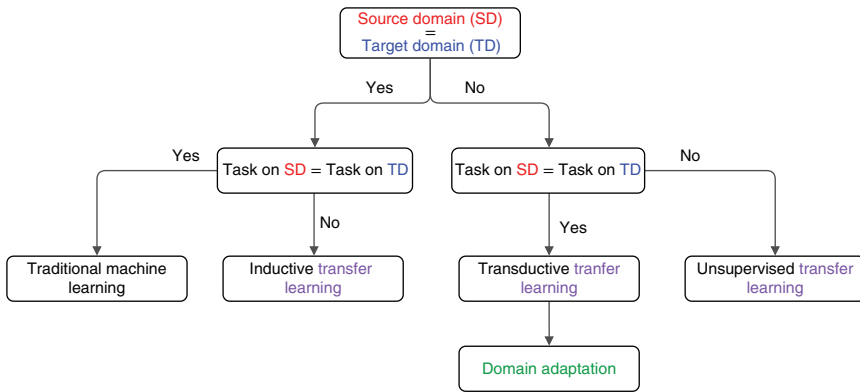 Source domain (SD)
=
Target domain (TD)
Yes
No
Yes
Task on SD = Task on TD
Task on SD = Task on TD
No
No
Yes
Traditional machine
learning
Inductive transfer
learning
Transductive tranfer
learning
Unsupervised transfer
learning
Domain adaptation